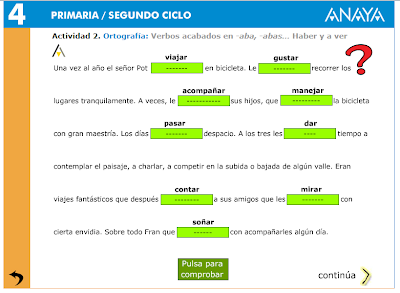 4 PRIMARIA / SEGUNDO CICLO ANAYA
Actividad 2. Ortografía: Verbos acabados en -aba, -abas... Haber y a ver
viajar gustar
Una vez al año el señor Pot ------- en bicicleta. Le ------- recorrer los ?
acompañar manejar
lugares tranquilamente. A veces, le ---------- sus hijos, que --------- la bicicleta
pasar dar
con gran maestría. Los días -------- despacio. A los tres les ---- tiempo a
contemplar el paisaje, a charlar, a competir en la subida o bajada de algún valle. Eran
contar mirar
viajes fantásticos que después -------- a sus amigos que les ------ con
soñar
cierta envidia. Sobre todo Fran que ------ con acompañarles algún día.
Pulsa para
comprobar
continúa